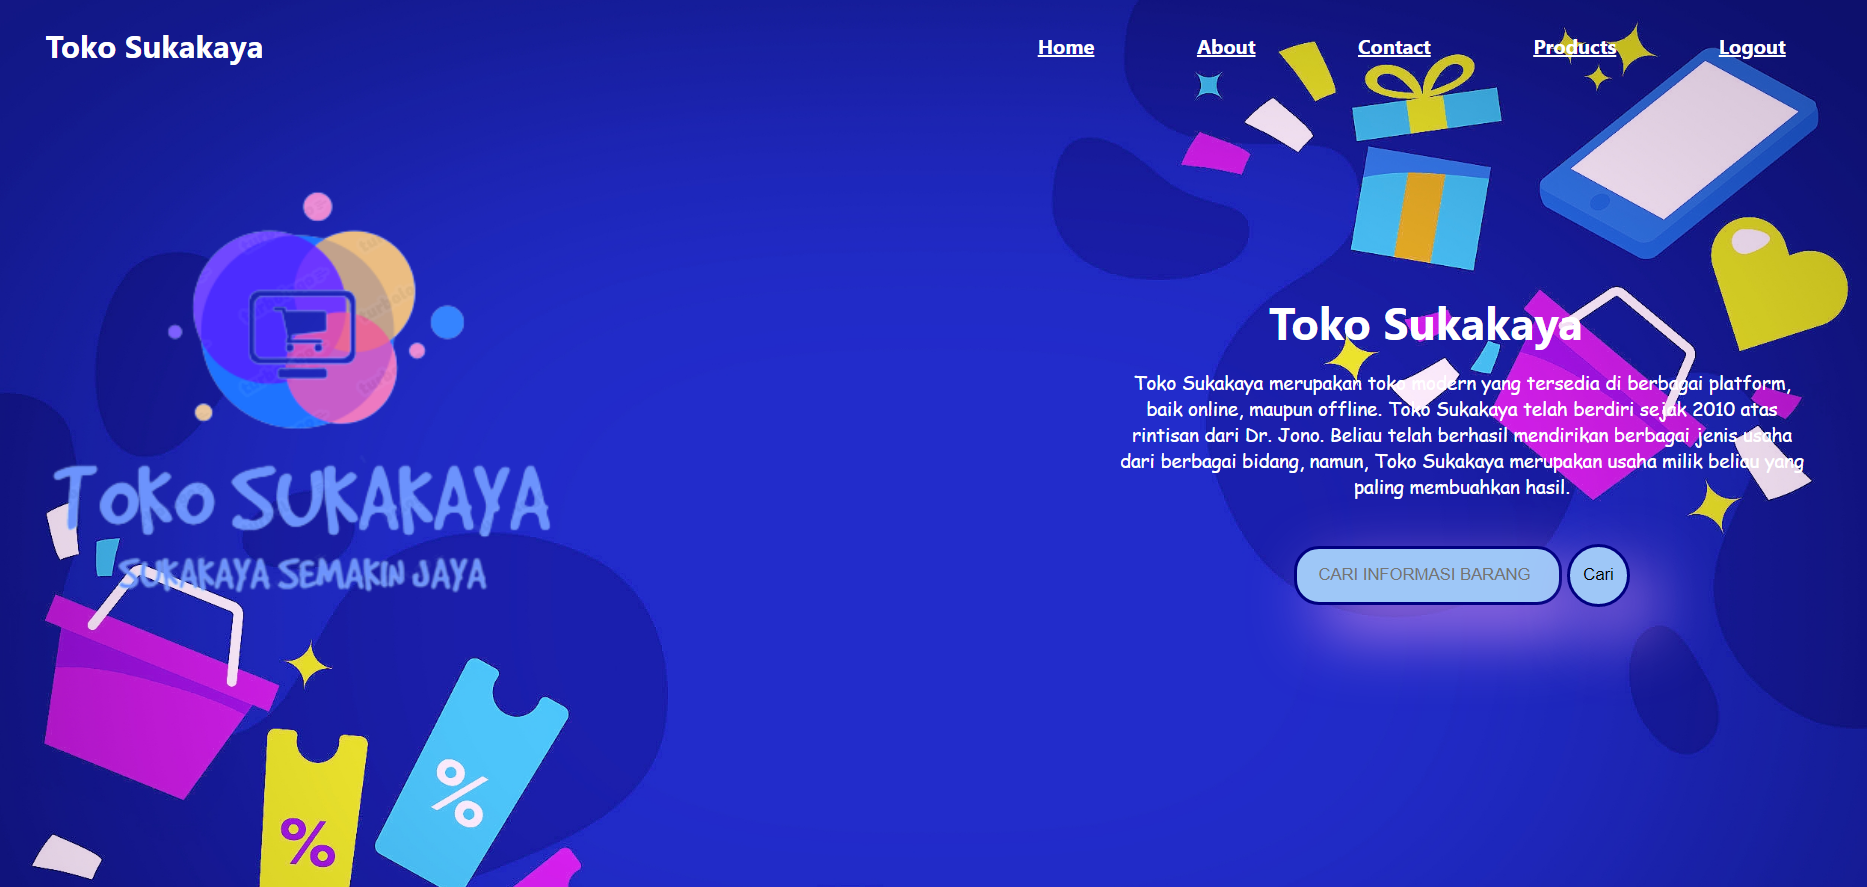 Toko Sukakaya
Home About Contact Products Logout
TOKO SUKAKAYA
SUKAKAYA SEMAKIN JAYA
Toko Sukakaya
Toko Sukakaya merupakan toko modern yang tersedia di berbagai platform,
baik online, maupun offline. Toko Sukakaya telah berdiri sejak 2010 atas
rintisan dari Dr. Jono. Beliau telah berhasil mendirikan berbagai jenis usaha
dari berbagai bidang, namun, Toko Sukakaya merupakan usaha milik beliau yang
paling membuahkan hasil.
CARI INFORMASI BARANG Cari
%
%